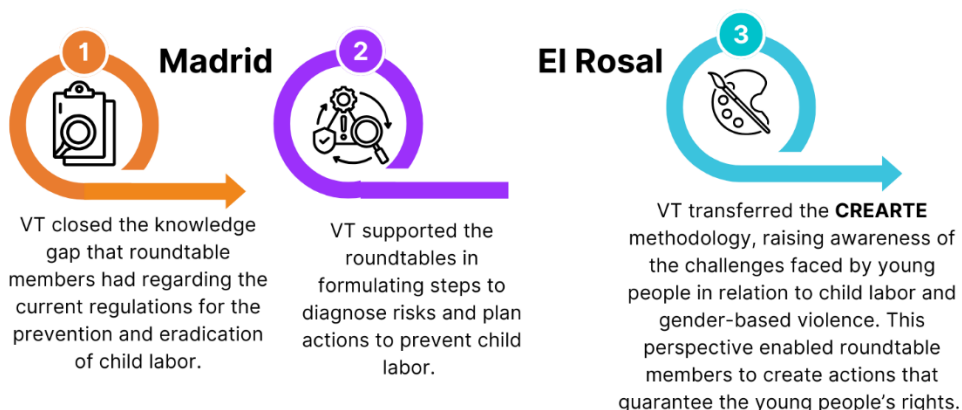 1
Madrid
VT closed the knowledge
gap that roundtable
members had regarding the
current regulations for the
prevention and eradication
of child labor.
2
VT supported the
roundtables in
formulating steps to
diagnose risks and plan
actions to prevent child
labor.
El Rosal
3
VT transferred the CREARTE
methodology, raising awareness of
the challenges faced by young
people in relation to child labor and
gender-based violence. This
perspective enabled roundtable
members to create actions that
guarantee the young people's rights.